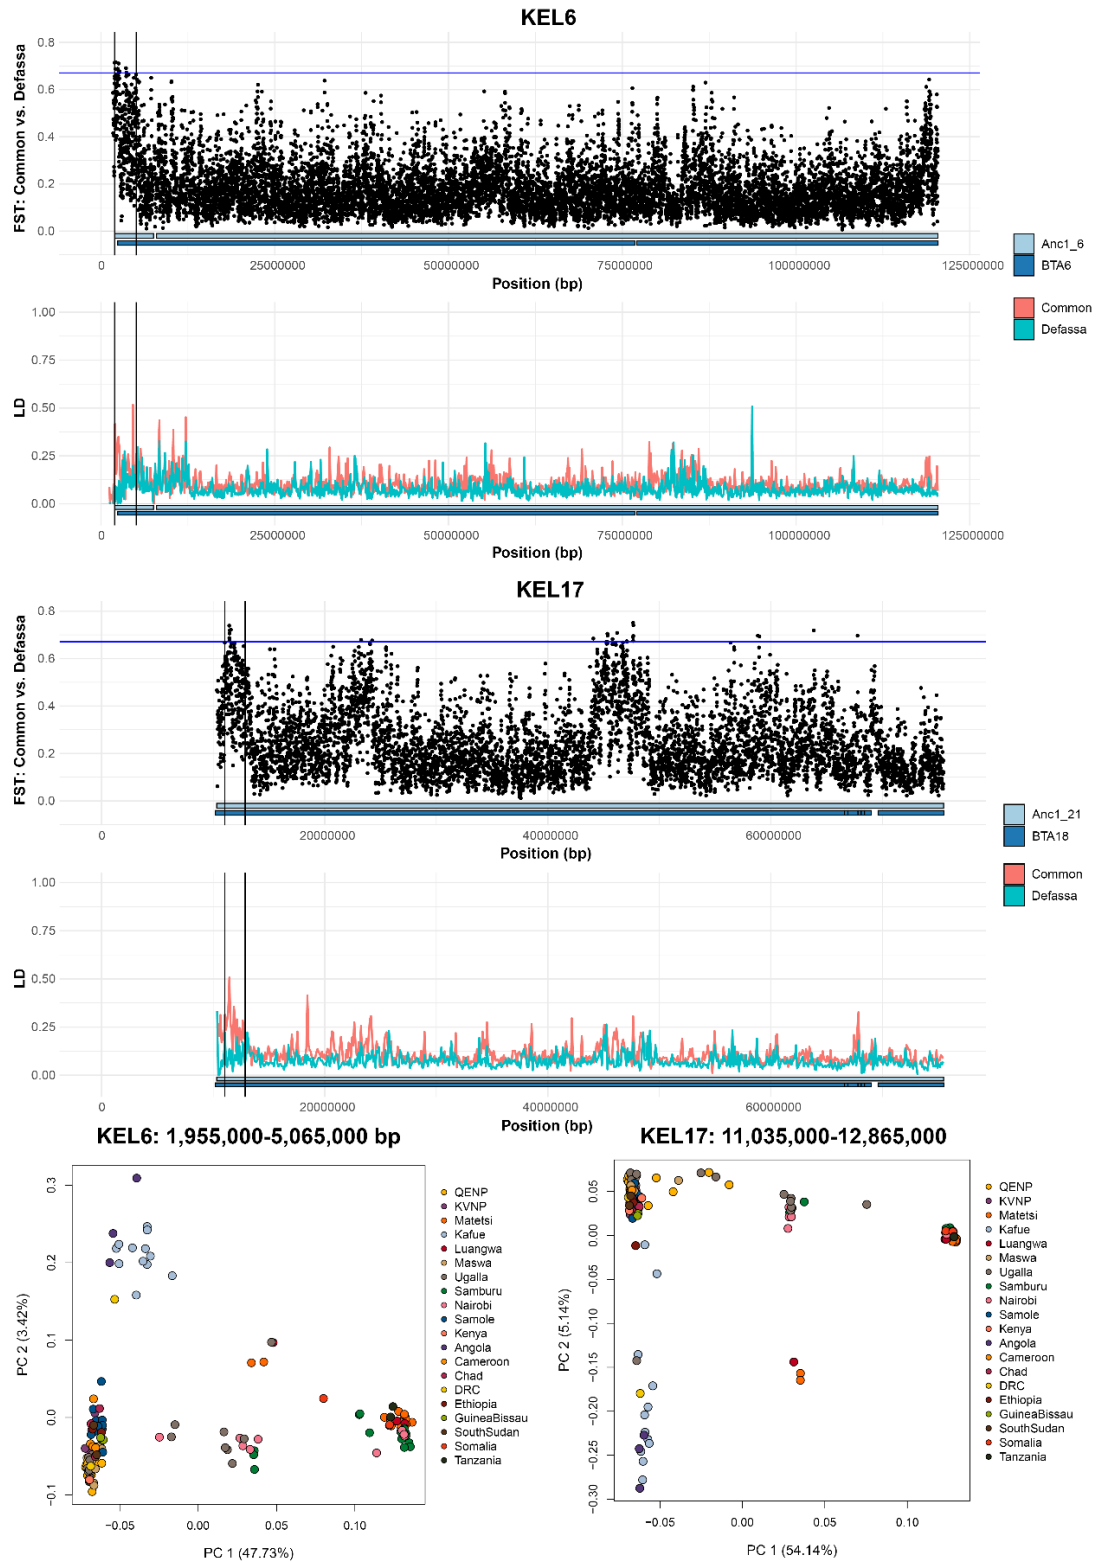 KEL6
FST: Common vs. Defassa
0.8
0.6
0.4
0.2
0.0
0 25000000 50000000 75000000 100000000 125000000
Position (bp)
Anc1_6
BTA6
Common
Defassa
LD
1.00
0.75
0.50
0.25
0.00
0 25000000 50000000 75000000 100000000 125000000
Position (bp)
KEL17
FST: Common vs. Defassa
0.8
0.6
0.4
0.2
0.0
0 20000000 40000000 60000000
Position (bp)
Anc1_21
BTA18
Common
Defassa
LD
1.00
0.75
0.50
0.25
0.00
0 20000000 40000000 60000000
Position (bp)
KEL6: 1,955,000-5,065,000 bp
PC 2 (3.42%)
0.3
0.2
0.1
0.0
−0.1
−0.05 0.00 0.05 0.10
PC 1 (47.73%)
QENP
KVNP
Matetsi
Kafue
Luangwa
Maswa
Ugalla
Samburu
Nairobi
Samole
Kenya
Angola
Cameroon
Chad
DRC
Ethiopia
GuineaBissau
SouthSudan
Somalia
Tanzania
KEL17: 11,035,000-12,865,000
PC 2 (5.14%)
0.05
0.00
−0.05
−0.10
−0.15
−0.20
−0.25
−0.30
−0.05 0.00 0.05 0.10
PC 1 (54.14%)
QENP
KVNP
Matetsi
Kafue
Luangwa
Maswa
Ugalla
Samburu
Nairobi
Samole
Kenya
Angola
Cameroon
Chad
DRC
Ethiopia
GuineaBissau
SouthSudan
Somalia
Tanzania